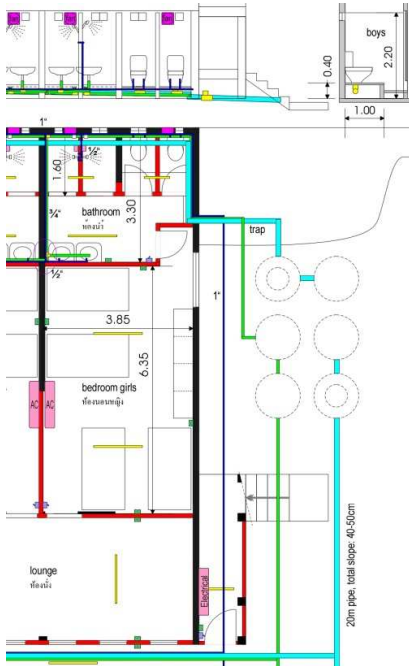 boys
2.20
0.40
1.00
1"
½"
1.60
¾"
bathroom
ห้องน้ำ
3.30
½"
trap
1"
3.85
6.35
AC
AC
bedroom girls
ห้องนอนหญิง
lounge
ห้องนั่ง
Electrical
20m pipe, total slope: 40-50cm